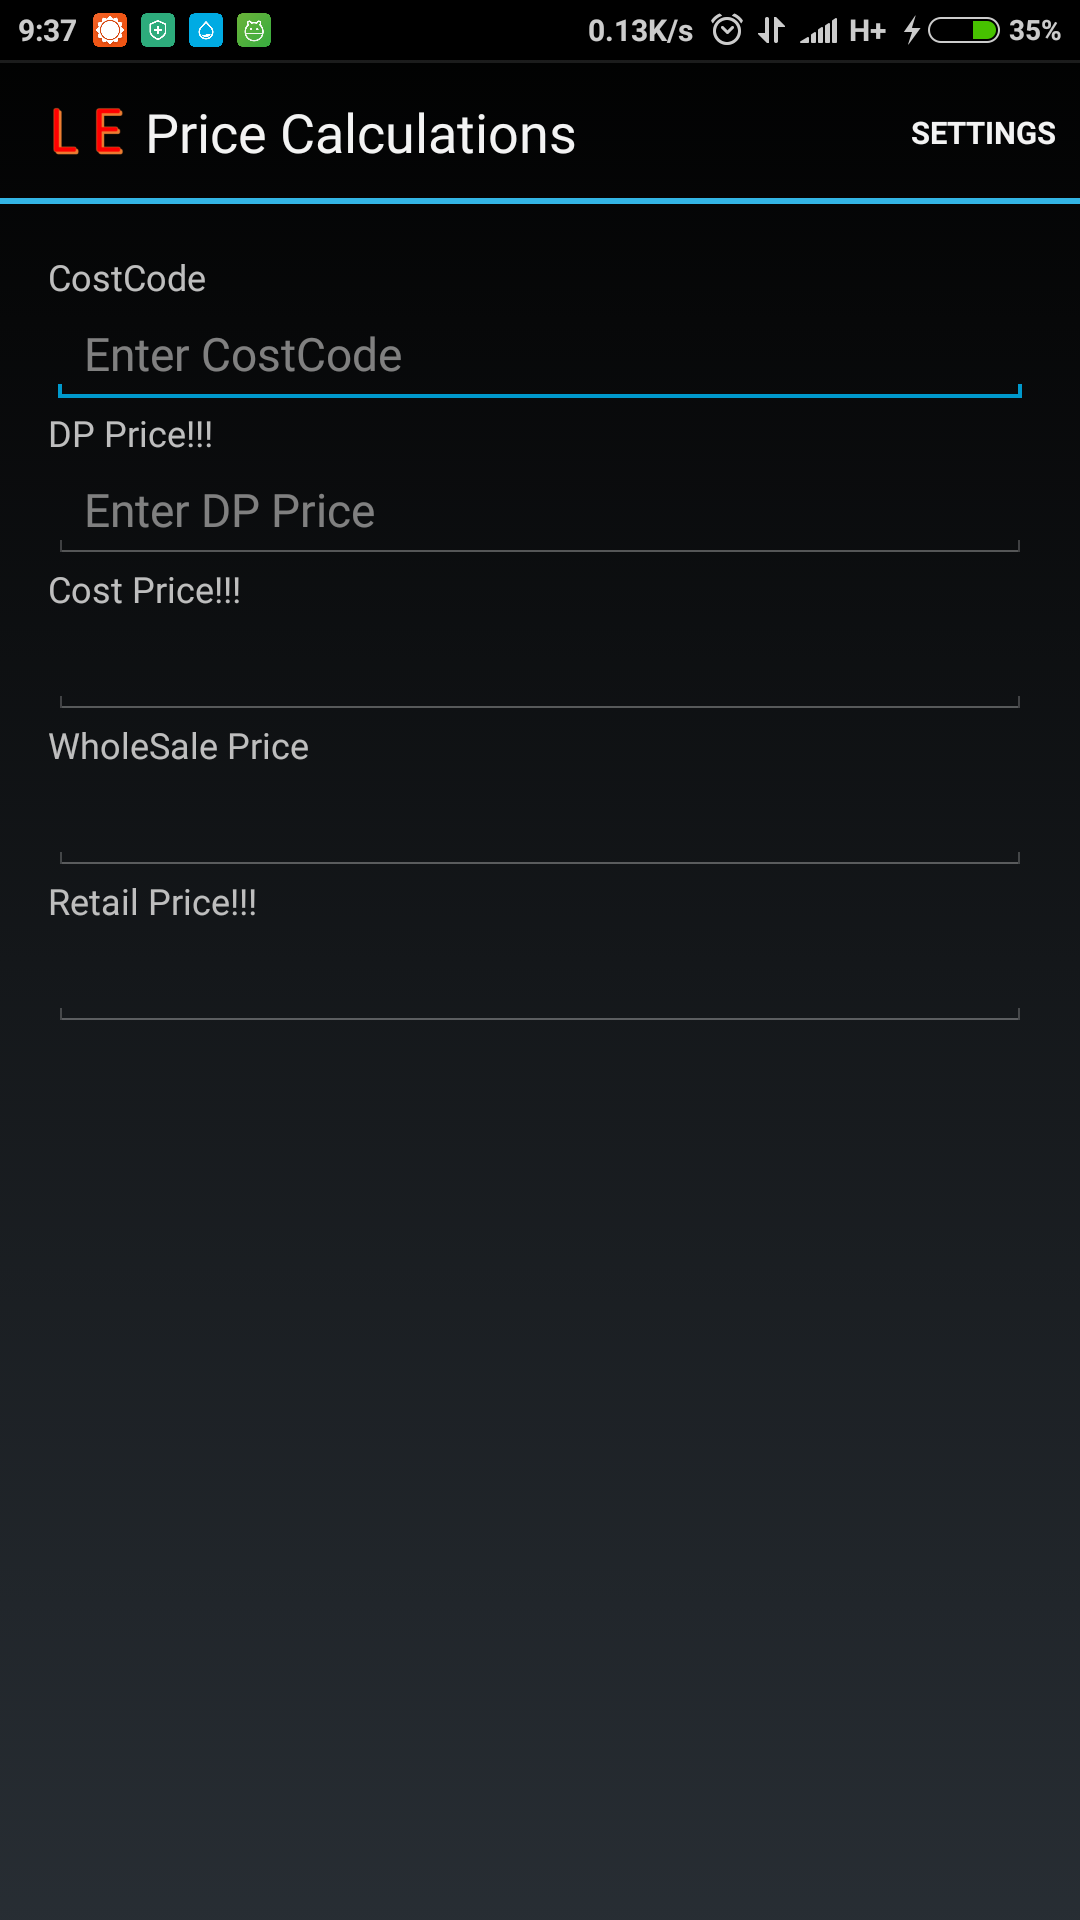 9:37 0.13K/s H+ 35%
LE Price Calculations SETTINGS
CostCode
Enter CostCode
DP Price!!!
Enter DP Price
Cost Price!!!
WholeSale Price
Retail Price!!!